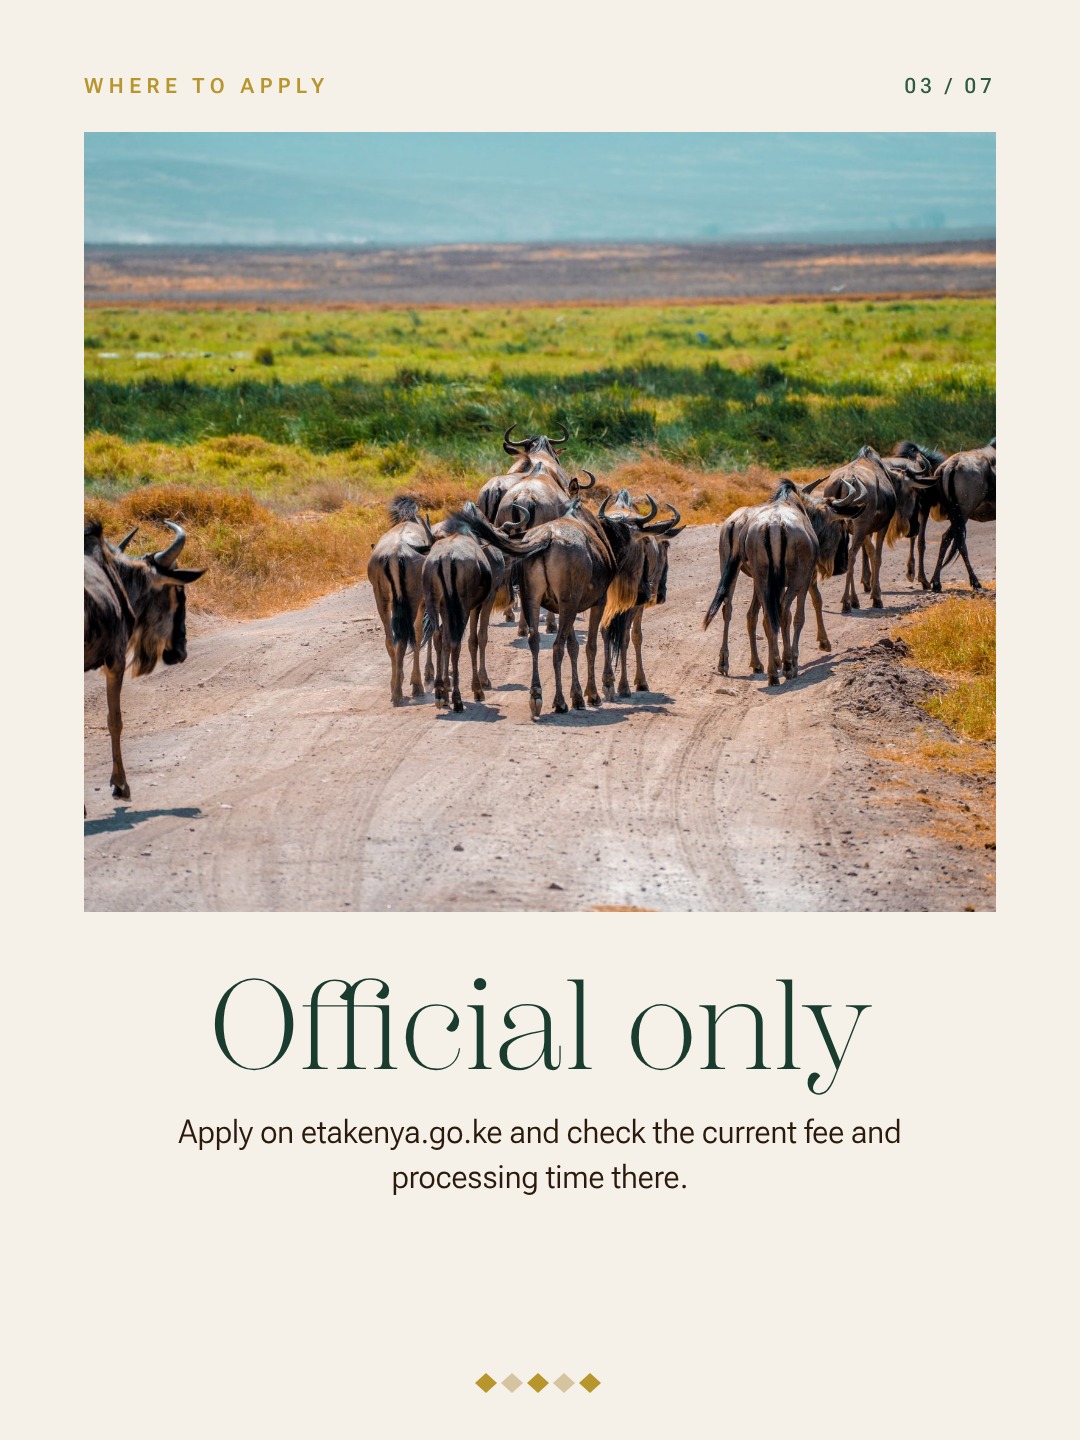 WHERE TO APPLY
03 / 07
Official only
Apply on etakenya.go.ke and check the current fee and
processing time there.